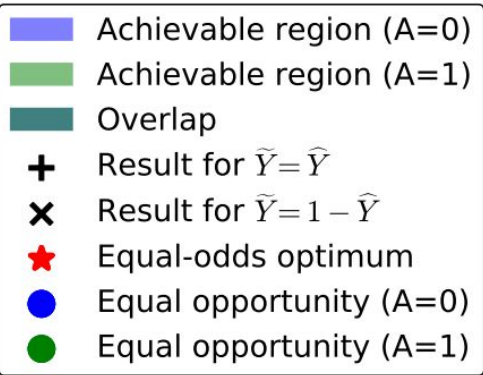 Achievable region (A=0)
Achievable region (A=1)
Overlap
Result for Ỹ=Ŷ
Result for Ỹ=1−Ŷ
Equal-odds optimum
Equal opportunity (A=0)
Equal opportunity (A=1)